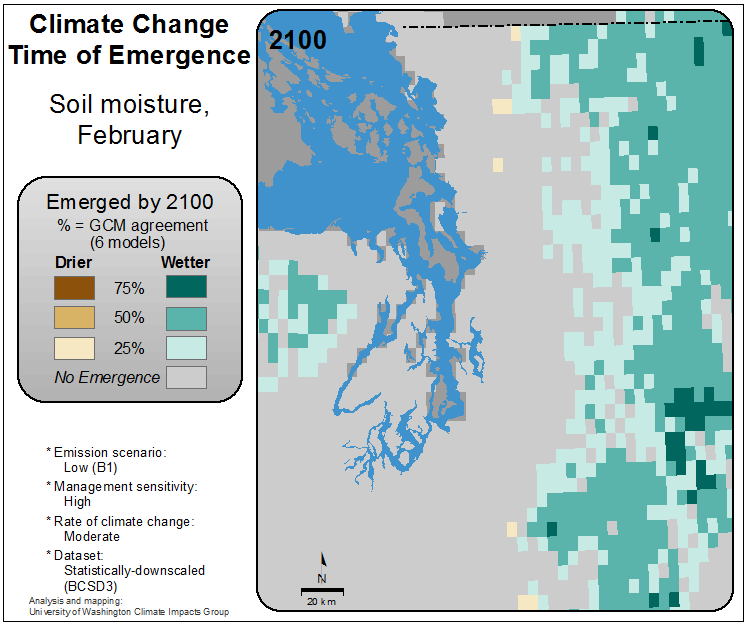 Climate Change
Time of Emergence
Soil moisture,
February
Emerged by 2100
% = GCM agreement
(6 models)
Drier Wetter
75%
50%
25%
No Emergence
* Emission scenario:
Low (B1)
* Management sensitivity:
High
* Rate of climate change:
Moderate
* Dataset:
Statistically-downscaled
(BCSD3)
Analysis and mapping:
University of Washington Climate Impacts Group
2100
N
20 km